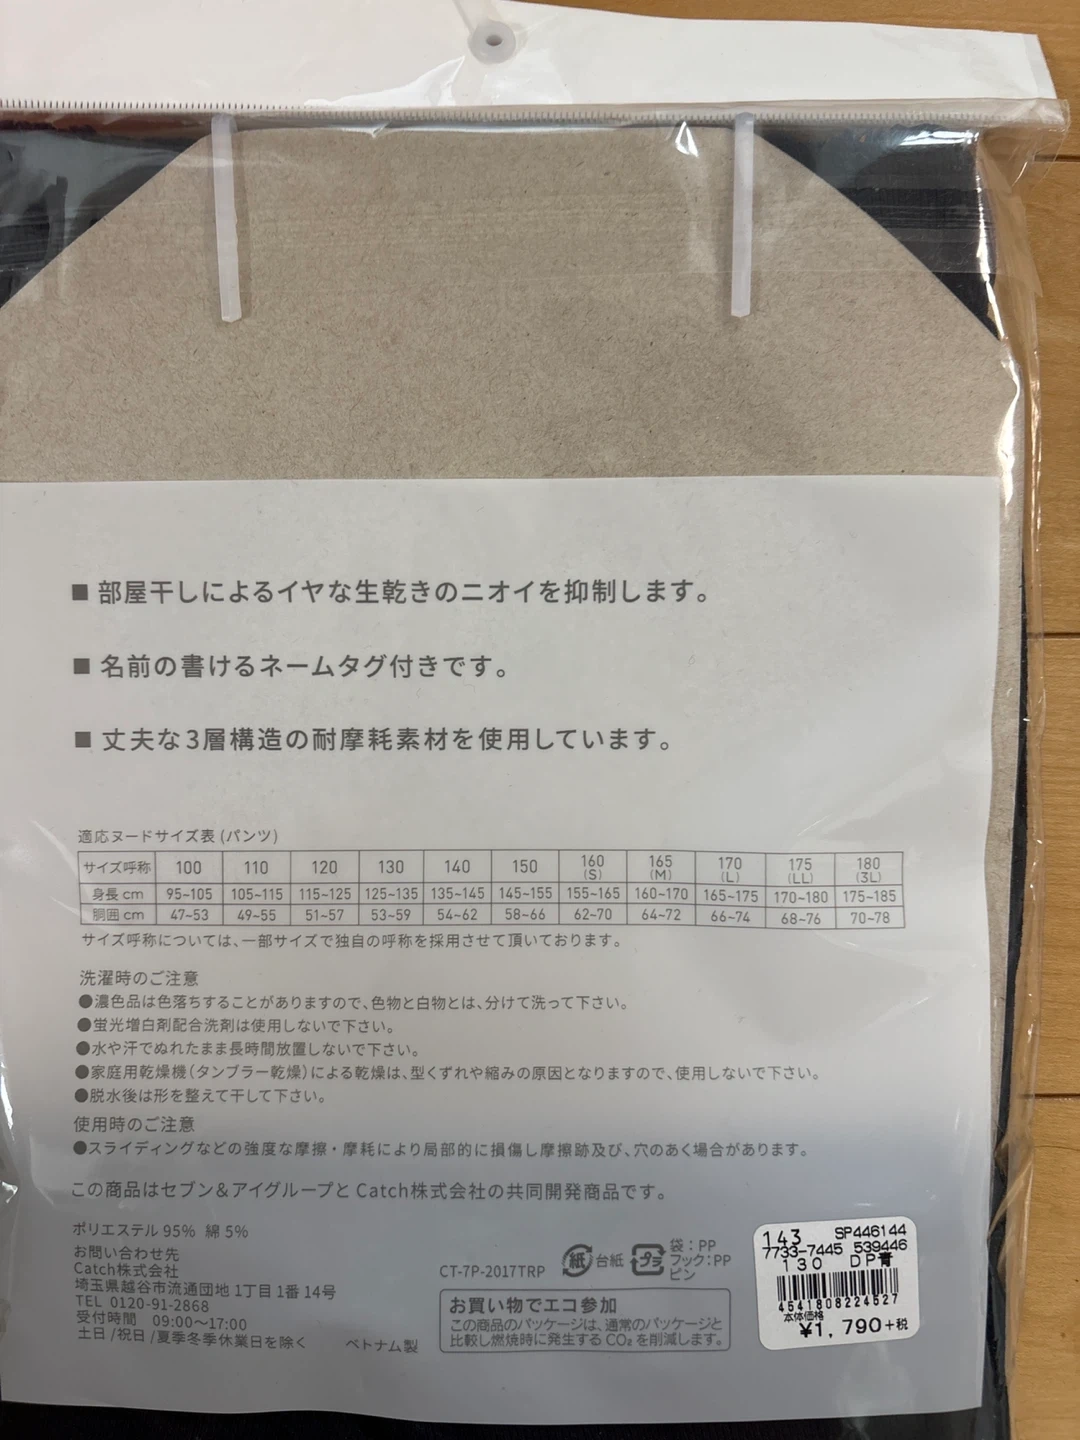 ■ 部屋干しによるイヤな生乾きのニオイを抑制します。
■ 名前の書けるネームタグ付きです。
■ 丈夫な3層構造の耐摩耗素材を使用しています。
適応ヌードサイズ表 (パンツ)
サイズ呼称 100 110 120 130 140 150 160 (S) 165 (M) 170 (L) 175 (LL) 180 (3L)
身長cm 95~105 105~115 115~125 125~135 135~145 145~155 155~165 160~170 165~175 170~180 175~185
胴囲cm 47~53 49~55 51~57 53~59 54~62 58~66 62~70 64~72 66~74 68~76 70~78
サイズ呼称については、一部サイズで独自の呼称を採用させて頂いております。
洗濯時のご注意
●濃色品は色落ちすることがありますので、色物と白物とは、分けて洗って下さい。
●蛍光増白剤配合洗剤は使用しないで下さい。
●水や汗でぬれたまま長時間放置しないで下さい。
●家庭用乾燥機(タンブラー乾燥)による乾燥は、型くずれや縮みの原因となりますので、使用しないで下さい。
●脱水後は形を整えて干して下さい。
使用時のご注意
●スライディングなどの強度な摩擦・摩耗により局部的に損傷し摩擦跡及び、穴のあく場合があります。
この商品はセブン&アイグループとCatch株式会社の共同開発商品です。
ポリエステル 95% 綿 5%
お問い合わせ先
Catch株式会社
埼玉県越谷市流通団地1丁目1番14号
TEL 0120-91-2868
受付時間 09:00〜17:00
土日/祝日/夏季冬季休業日を除く
ベトナム製
CT-7P-2017TRP
紙 台紙
プラ 袋:PP
フック:PP
ピン
お買い物でエコ参加
この商品のパッケージは、通常のパッケージと
比較し燃焼時に発生するCO₂を削減します。
143 SP446144
7733-7445 539446
130 DP青
4541808224527
本体価格
¥1,790+税